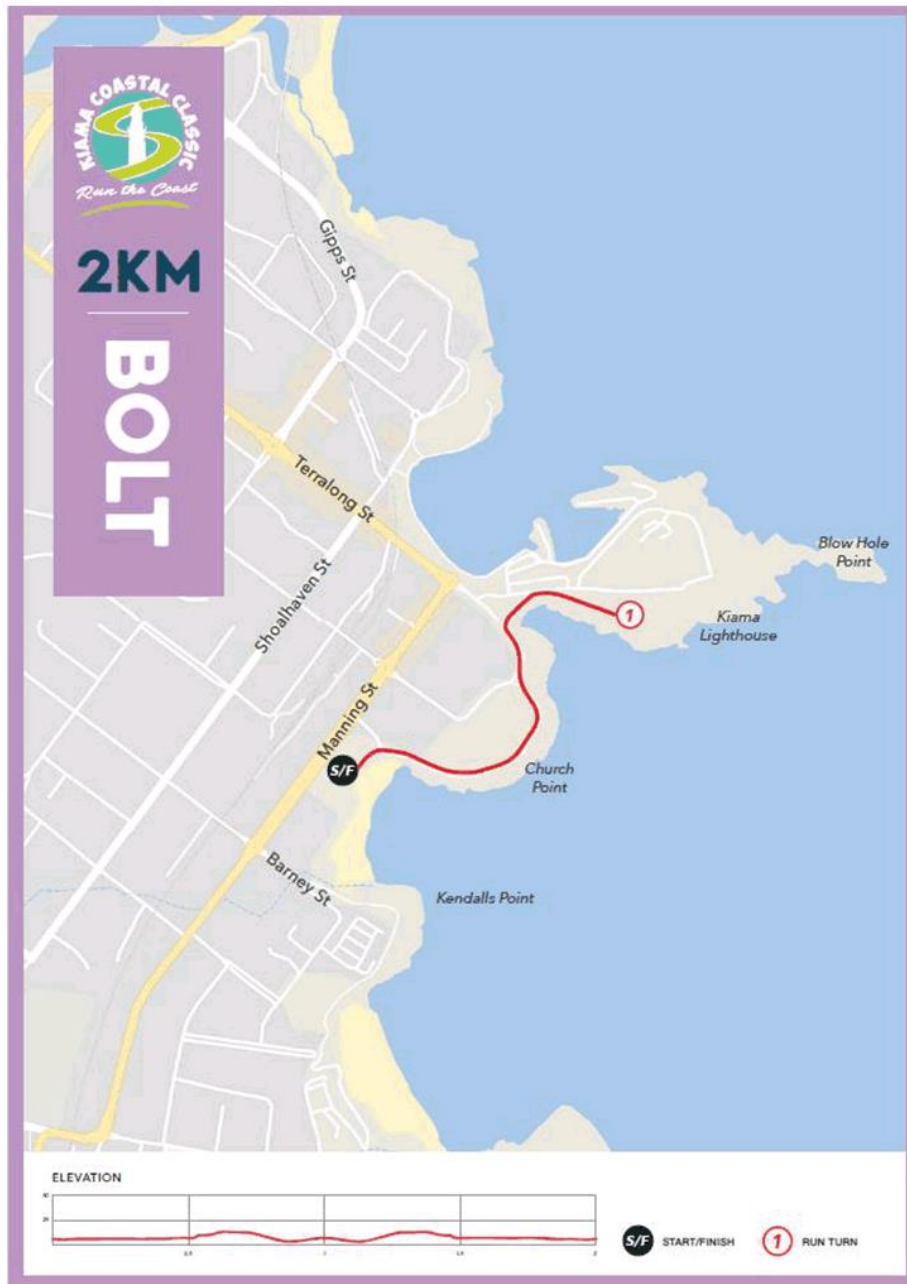 KIAMA COASTAL CLASSIC
Run the Coast
2KM
BOLT
Gipps St
Terralong St
Shoalhaven St
Blow Hole
Point
1
Kiama
Lighthouse
Manning St
S/F
Church
Point
Barney St
Kendalls Point
ELEVATION
S/F START/FINISH
1 RUN TURN